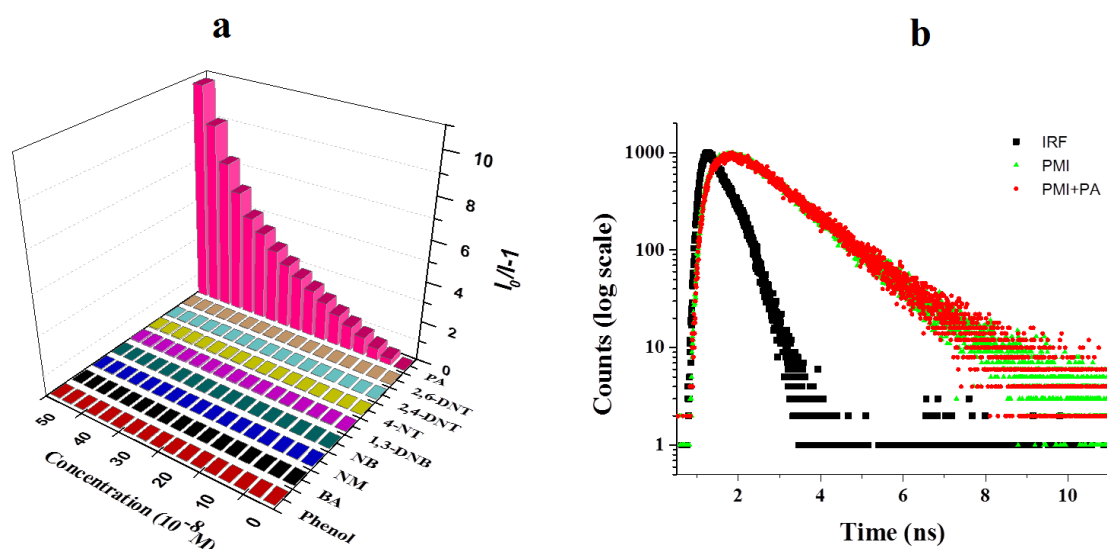 a
10
8
6
4
2
0
I₀/I-1
PA
2,6-DNT
2,4-DNT
4-NT
1,3-DNB
NB
NM
BA
Phenol
50
40
30
20
10
0
Concentration (10⁻⁸M)
b
IRF
PMI
PMI+PA
1000
100
10
1
Counts (log scale)
2
4
6
8
10
Time (ns)